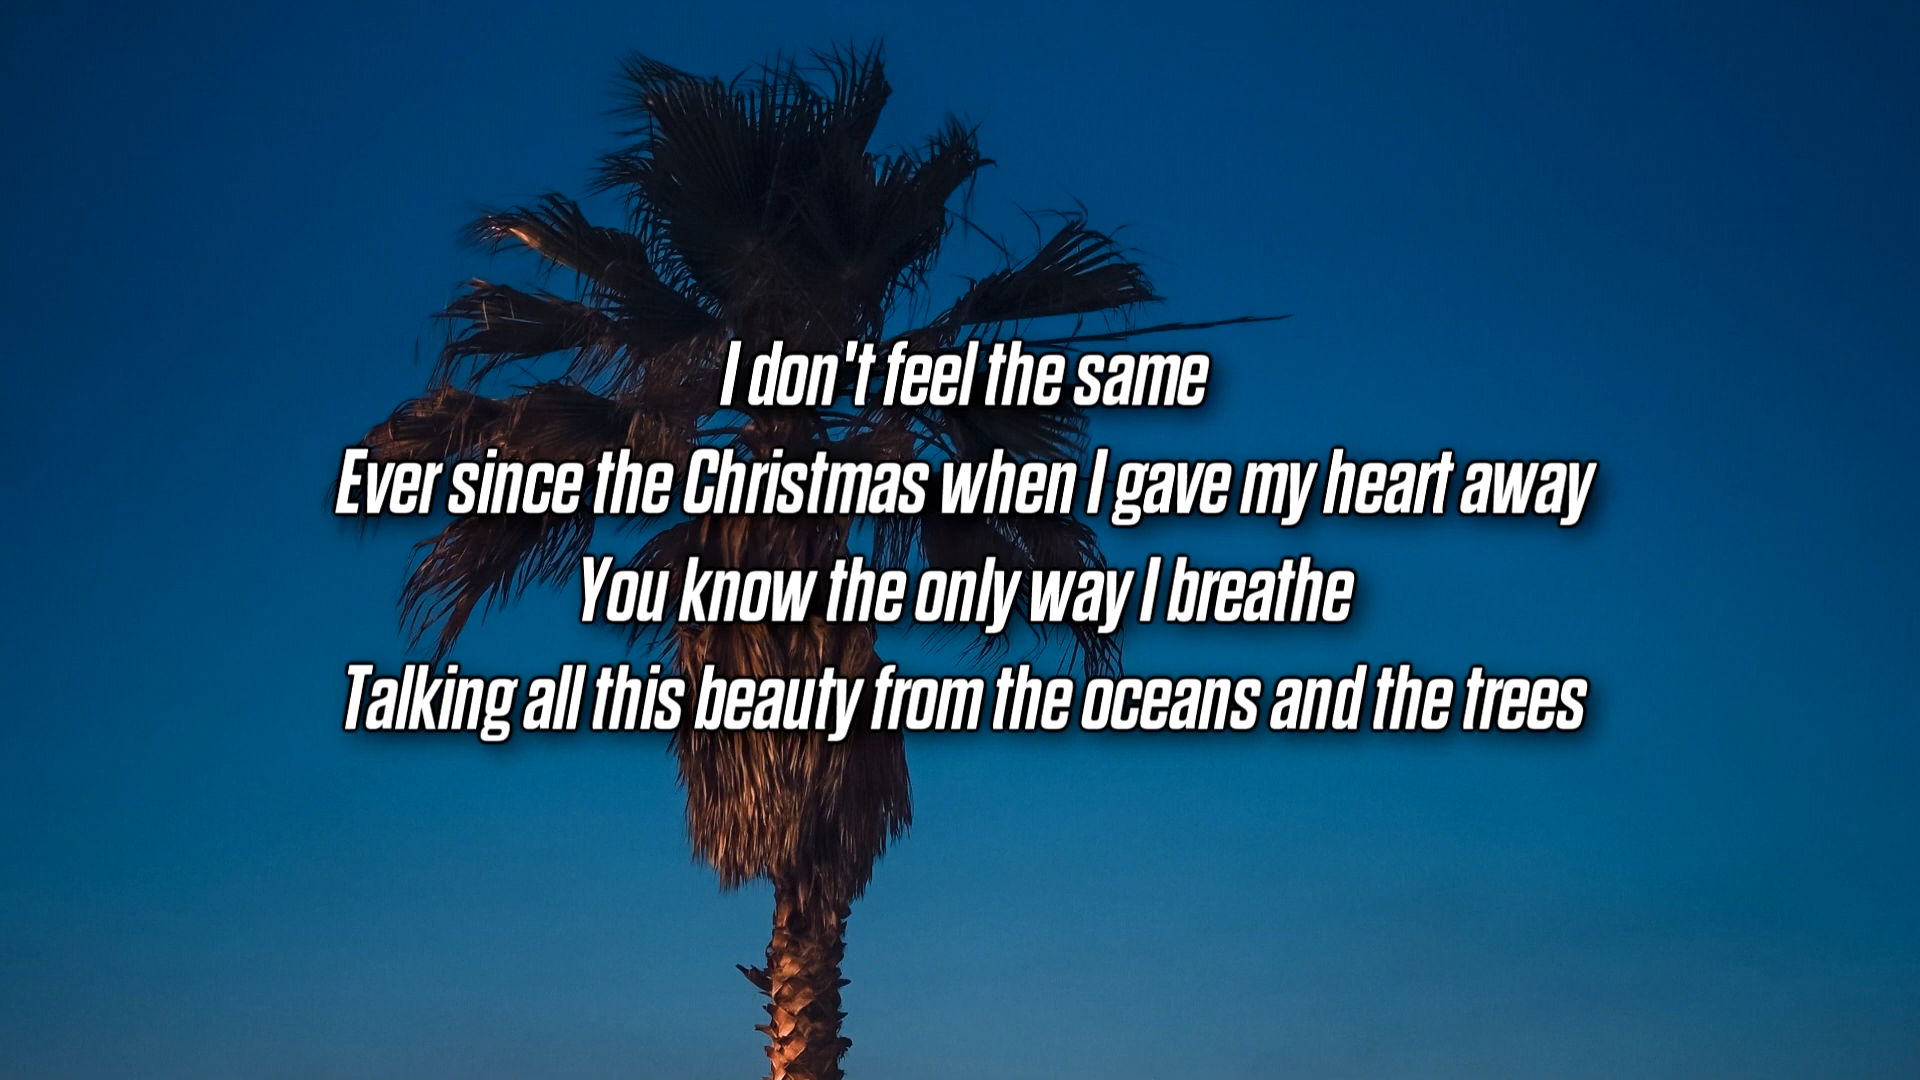 I don't feel the same
Ever since the Christmas when I gave my heart away
You know the only way I breathe
Talking all this beauty from the oceans and the trees